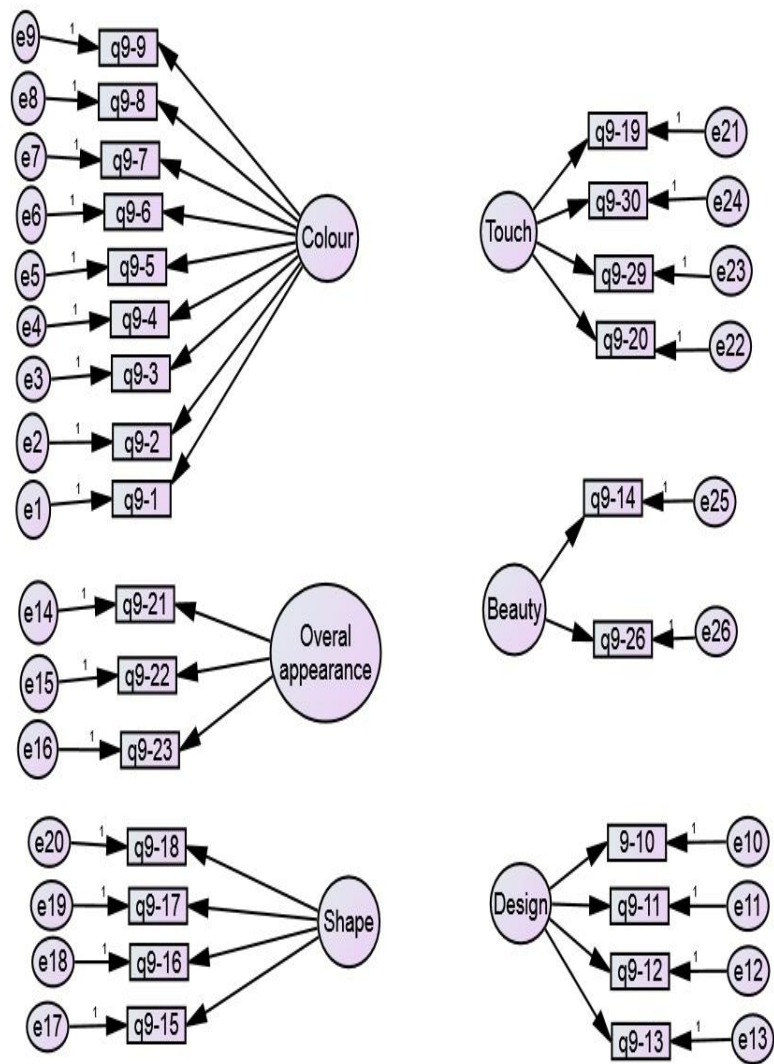 e9 1 q9-9
e8 1 q9-8
e7 1 q9-7
e6 1 q9-6
e5 1 q9-5
e4 1 q9-4
e3 1 q9-3
e2 1 q9-2
e1 1 q9-1
Colour
q9-19 1 e21
q9-30 1 e24
q9-29 1 e23
q9-20 1 e22
Touch
q9-14 1 e25
q9-26 1 e26
Beauty
e14 1 q9-21
e15 1 q9-22
e16 1 q9-23
Overal
appearance
e20 1 q9-18
e19 1 q9-17
e18 1 q9-16
e17 1 q9-15
Shape
9-10 1 e10
q9-11 1 e11
q9-12 1 e12
q9-13 1 e13
Design